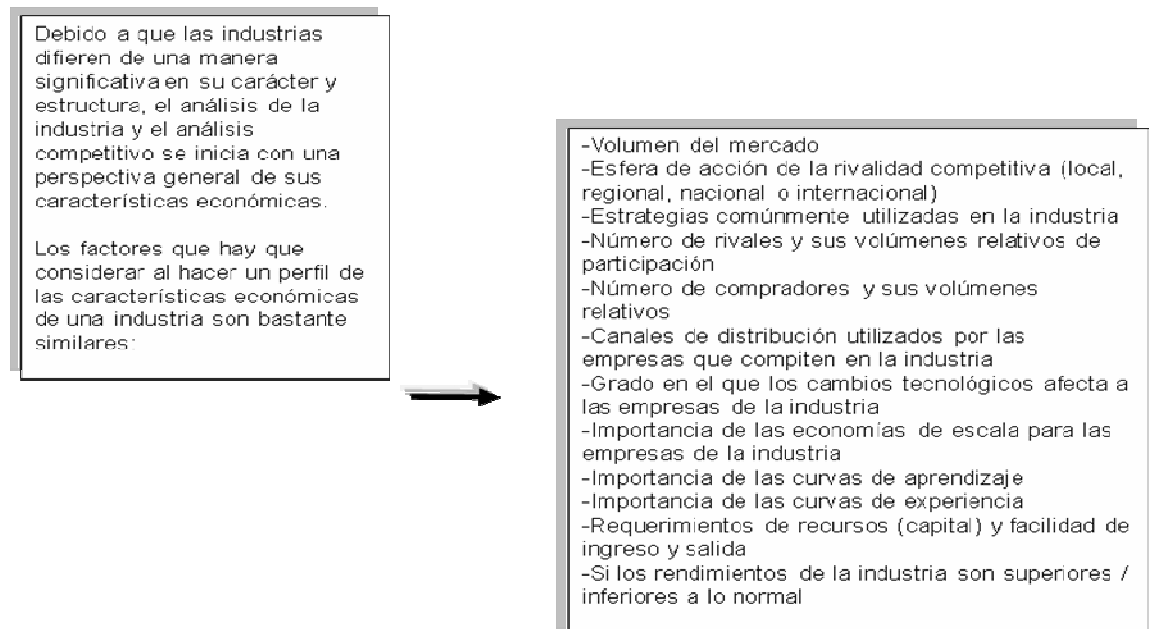 Debido a que las industrias
difieren de una manera
significativa en su carácter y
estructura, el análisis de la
industria y el análisis
competitivo se inicia con una
perspectiva general de sus
características económicas.
Los factores que hay que
considerar al hacer un perfil de
las características económicas
de una industria son bastante
similares:
-Volumen del mercado
-Esfera de acción de la rivalidad competitiva (local,
regional, nacional o internacional)
-Estrategias comúnmente utilizadas en la industria
-Número de rivales y sus volúmenes relativos de
participación
-Número de compradores y sus volúmenes
relativos
-Canales de distribución utilizados por las
empresas que compiten en la industria
-Grado en el que los cambios tecnológicos afecta a
las empresas de la industria
-Importancia de las economías de escala para las
empresas de la industria
-Importancia de las curvas de aprendizaje
-Importancia de las curvas de experiencia
-Requerimientos de recursos (capital) y facilidad de
ingreso y salida
-Si los rendimientos de la industria son superiores /
inferiores a lo normal